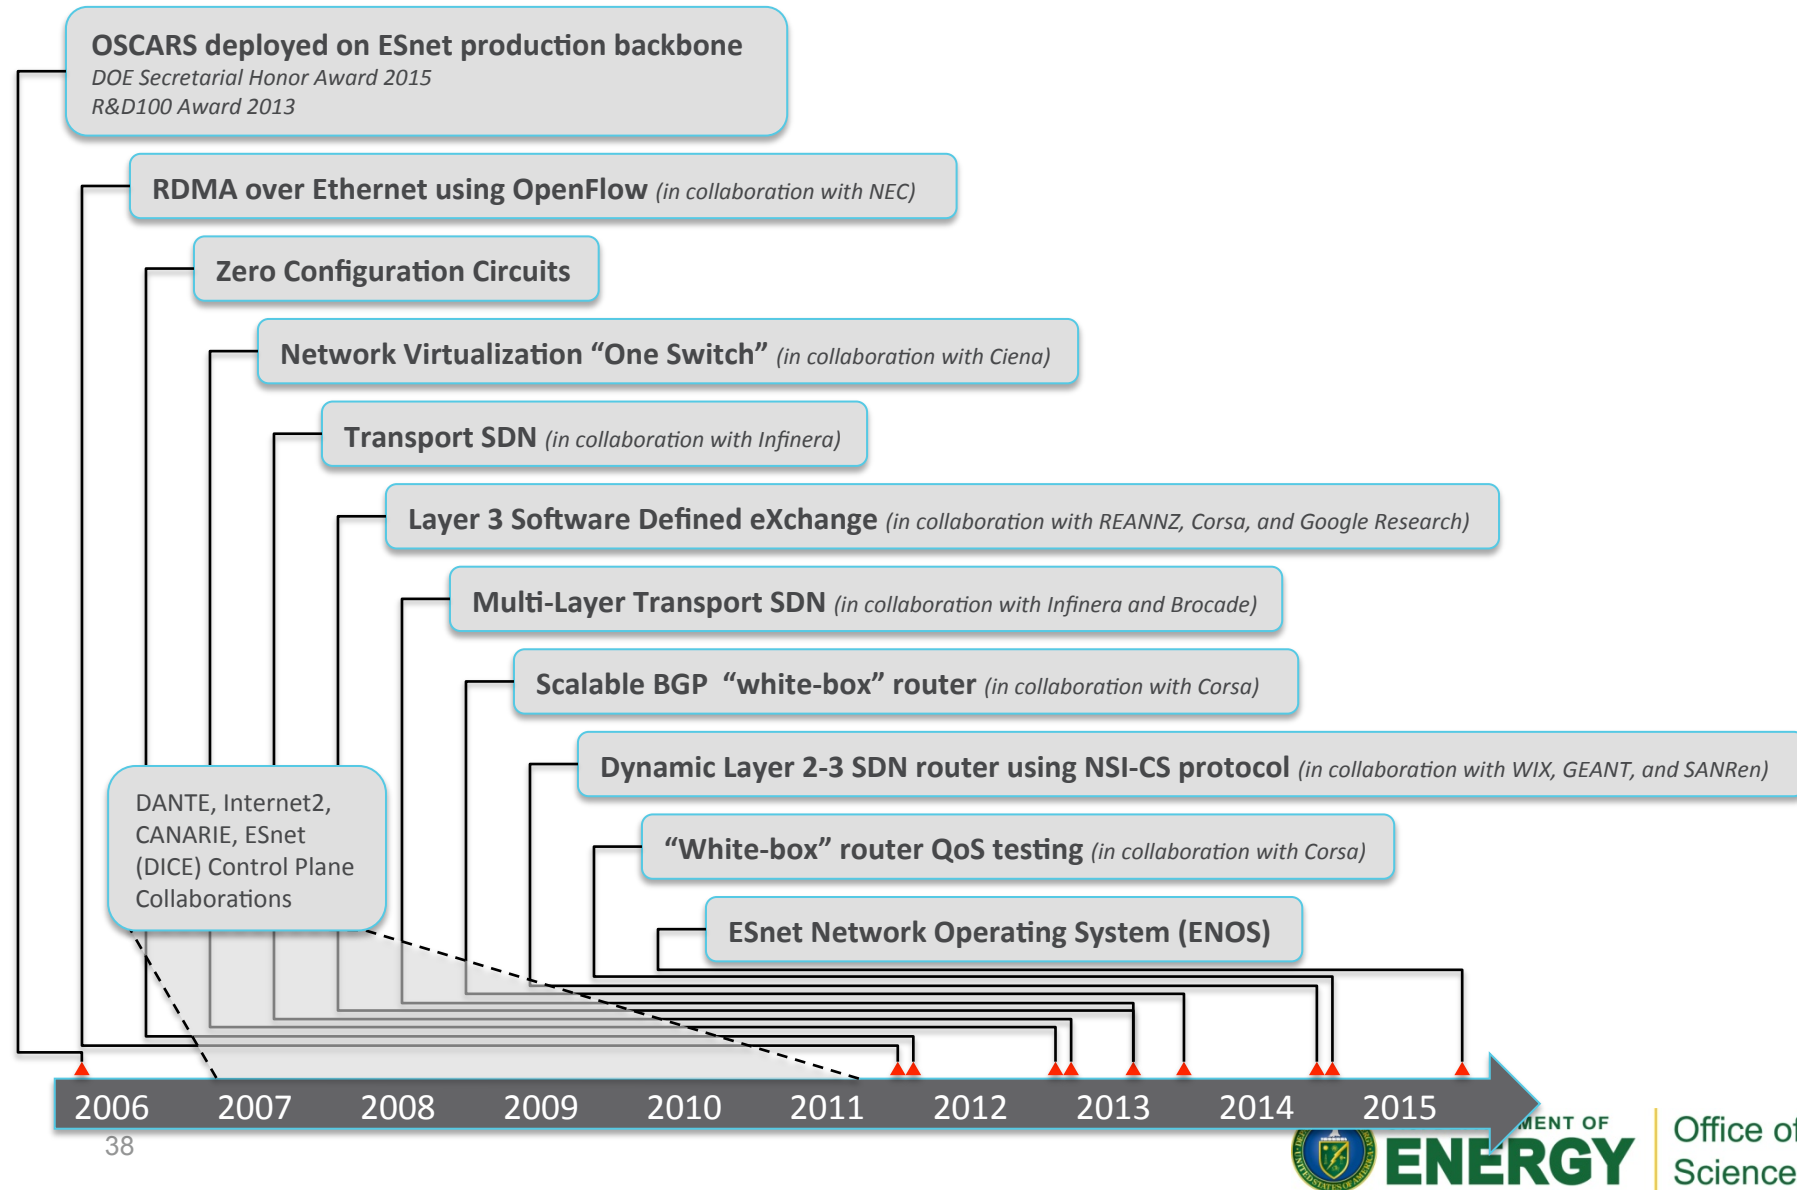 OSCARS deployed on ESnet production backbone
DOE Secretarial Honor Award 2015
R&D100 Award 2013
RDMA over Ethernet using OpenFlow (in collaboration with NEC)
Zero Configuration Circuits
Network Virtualization “One Switch” (in collaboration with Ciena)
Transport SDN (in collaboration with Infinera)
Layer 3 Software Defined eXchange (in collaboration with REANNZ, Corsa, and Google Research)
Multi-Layer Transport SDN (in collaboration with Infinera and Brocade)
Scalable BGP “white-box” router (in collaboration with Corsa)
Dynamic Layer 2-3 SDN router using NSI-CS protocol (in collaboration with WIX, GEANT, and SANRen)
DANTE, Internet2,
CANARIE, ESnet
(DICE) Control Plane
Collaborations
“White-box” router QoS testing (in collaboration with Corsa)
ESnet Network Operating System (ENOS)
2006 2007 2008 2009 2010 2011 2012 2013 2014 2015
38
MENT OF
ENERGY
Office of
Science